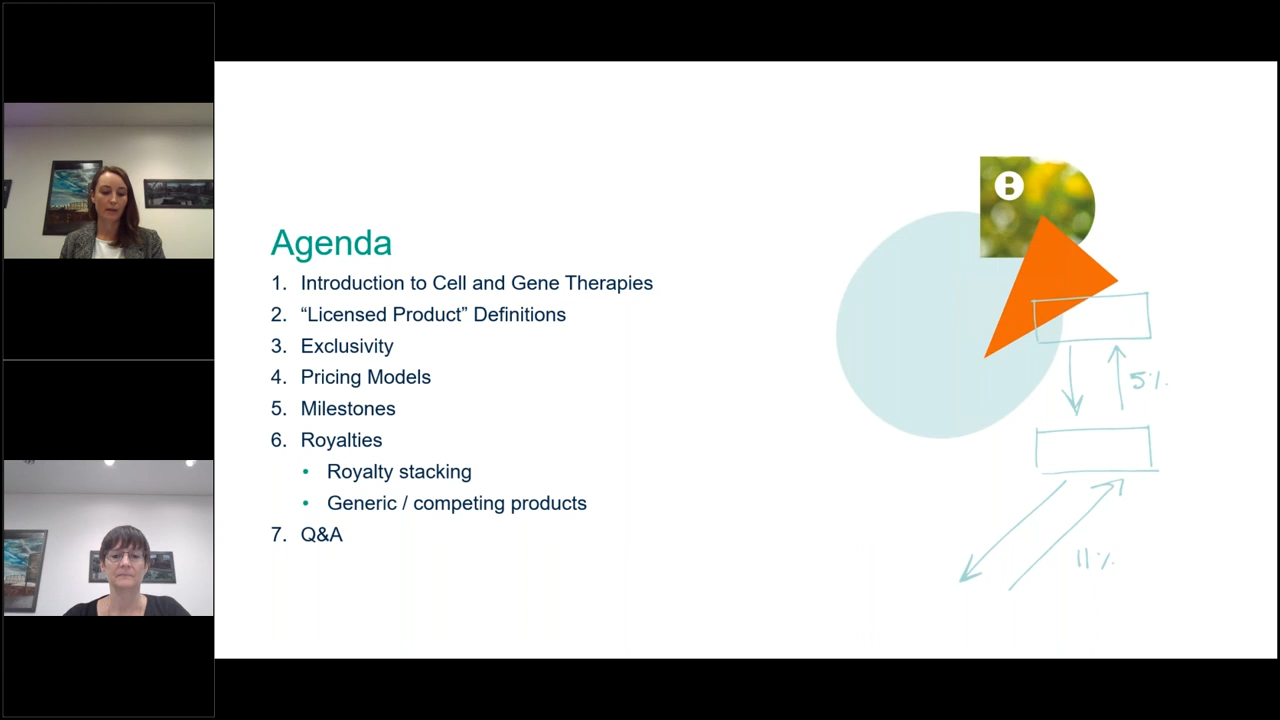 Agenda
1. Introduction to Cell and Gene Therapies
2. “Licensed Product” Definitions
3. Exclusivity
4. Pricing Models
5. Milestones
6. Royalties
• Royalty stacking
• Generic / competing products
7. Q&A
B
5%
11%